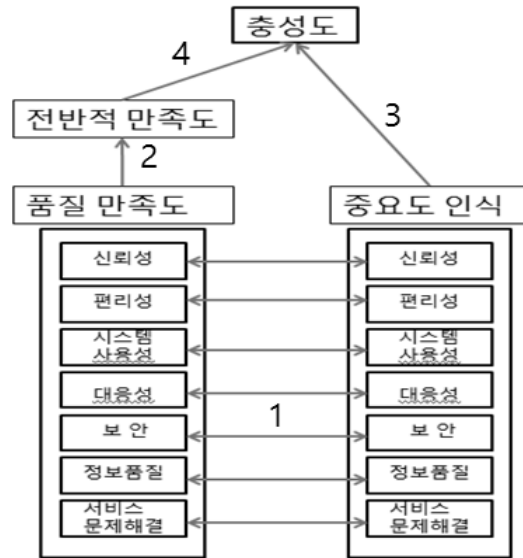 충성도
4
전반적 만족도
3
2
품질 만족도
중요도 인식
신뢰성
신뢰성
편리성
편리성
시스템
사용성
시스템
사용성
대응성
대응성
1
보 안
보 안
정보품질
정보품질
서비스
문제해결
서비스
문제해결